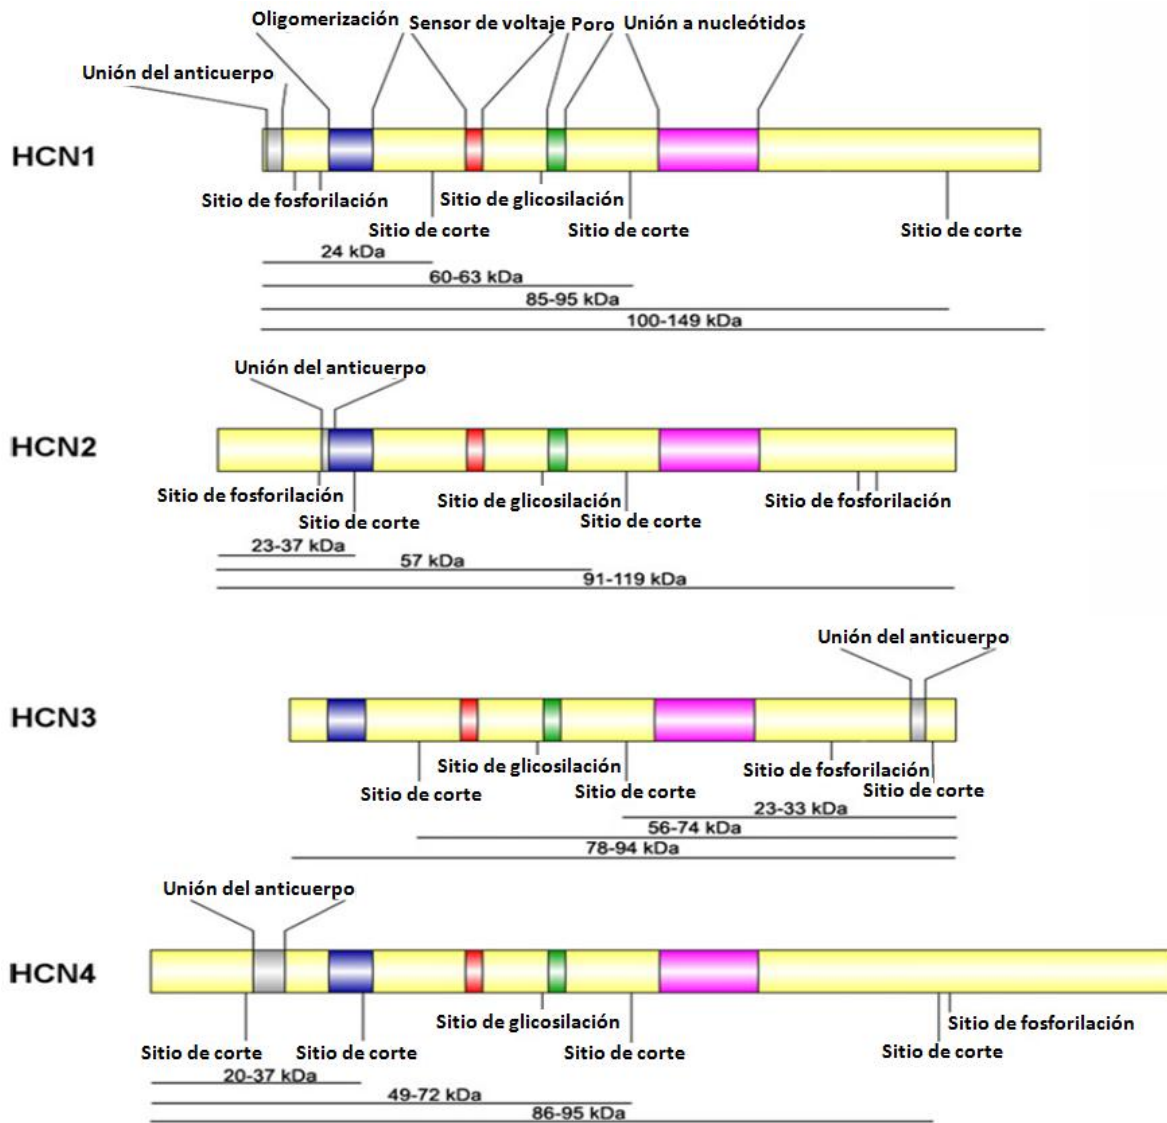 Oligomerización Sensor de voltaje Poro Unión a nucleótidos
Unión del anticuerpo
HCN1
Sitio de fosforilación Sitio de glicosilación
Sitio de corte Sitio de corte Sitio de corte
24 kDa
60-63 kDa
85-95 kDa
100-149 kDa
Unión del anticuerpo
HCN2
Sitio de fosforilación Sitio de glicosilación Sitio de fosforilación
Sitio de corte Sitio de corte
23-37 kDa
57 kDa
91-119 kDa
Unión del anticuerpo
HCN3
Sitio de glicosilación Sitio de fosforilación
Sitio de corte Sitio de corte Sitio de corte
23-33 kDa
56-74 kDa
78-94 kDa
Unión del anticuerpo
HCN4
Sitio de glicosilación Sitio de fosforilación
Sitio de corte Sitio de corte Sitio de corte Sitio de corte
20-37 kDa
49-72 kDa
86-95 kDa